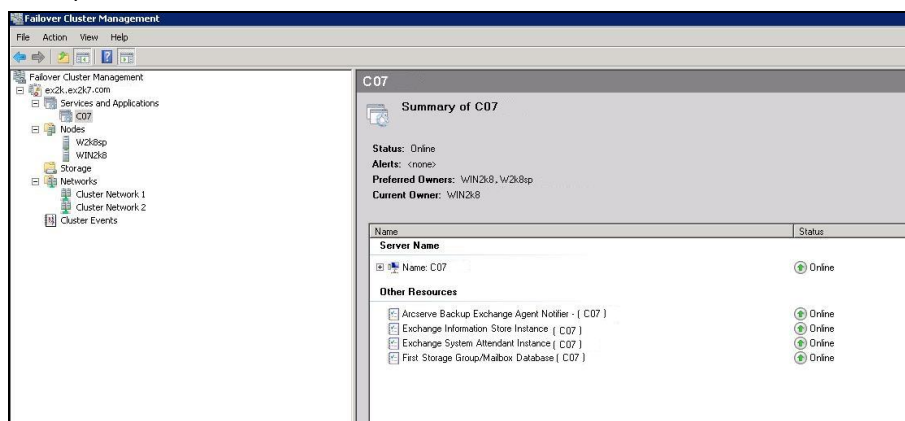 Failover Cluster Management
File Action View Help
Failover Cluster Management
ex2k.ex2k7.com
Services and Applications
C07
Nodes
W2k8sp
WIN2k8
Storage
Networks
Cluster Network 1
Cluster Network 2
Cluster Events
C07
Summary of C07
Status: Online
Alerts: <none>
Preferred Owners: WIN2k8, W2k8sp
Current Owner: WIN2k8
Name Status
Server Name
Name: C07 Online
Other Resources
Arcserve Backup Exchange Agent Notifier - ( C07 ) Online
Exchange Information Store Instance ( C07 ) Online
Exchange System Attendant Instance ( C07 ) Online
First Storage Group/Mailbox Database ( C07 ) Online